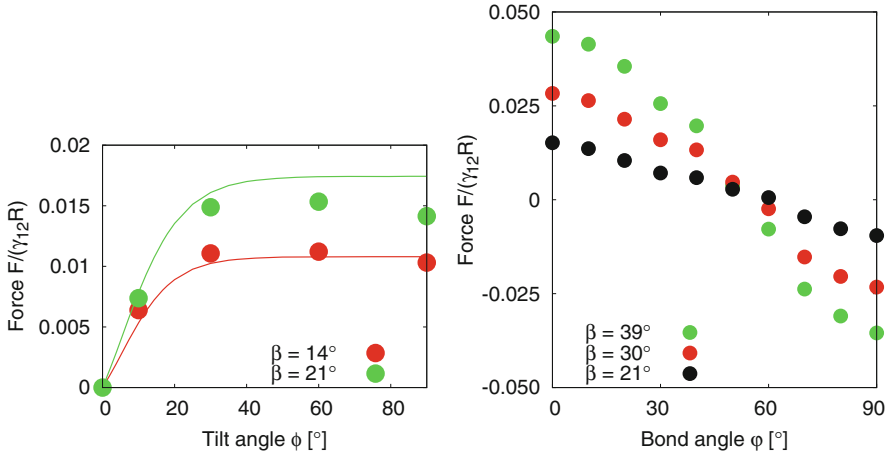 0.02
0.015
0.01
0.005
0
Force F/(γ12R)
β = 14°
β = 21°
0 20 40 60 80
Tilt angle ϕ [°]
0.050
0.025
0
-0.025
-0.050
Force F/(γ12R)
β = 39°
β = 30°
β = 21°
0 30 60 90
Bond angle φ [°]